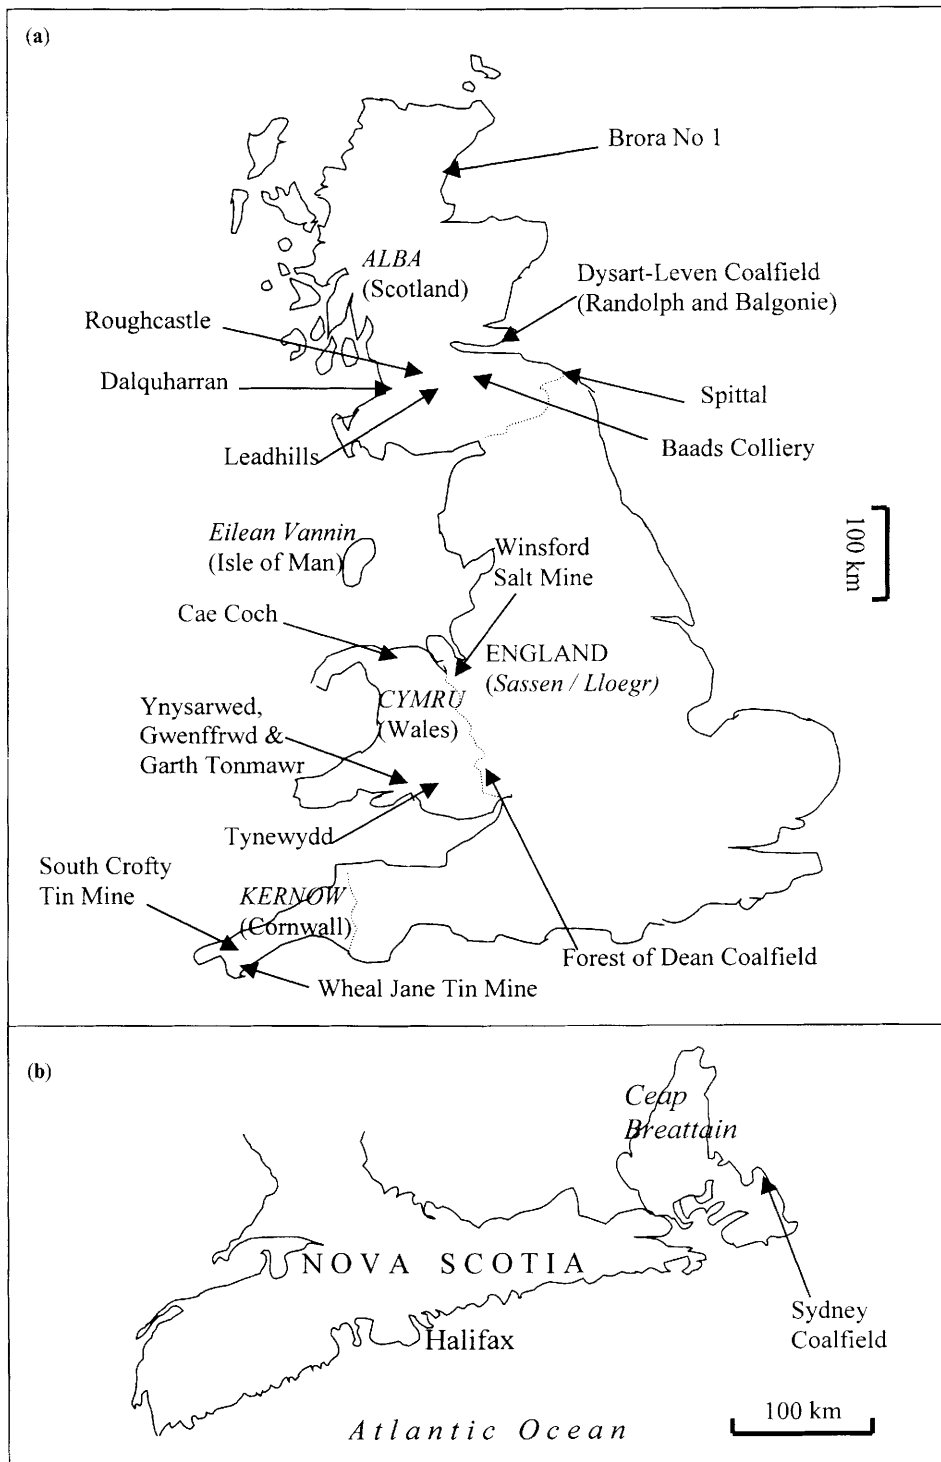 (a)
Brora No 1
ALBA
(Scotland)
Dysart-Leven Coalfield
(Randolph and Balgonie)
Roughcastle
Dalquharran
Spittal
Baads Colliery
Leadhills
100 km
Eilean Vannin
(Isle of Man)
Winsford
Salt Mine
Cae Coch
ENGLAND
(Sassen / Lloegr)
CYMRU
(Wales)
Ynysarwed,
Gwenffrwd &
Garth Tonmawr
Tynewydd
South Crofty
Tin Mine
KERNOW
(Cornwall)
Forest of Dean Coalfield
Wheal Jane Tin Mine
(b)
Ceap
Breattain
NOVA SCOTIA
Sydney
Coalfield
Halifax
100 km
Atlantic Ocean